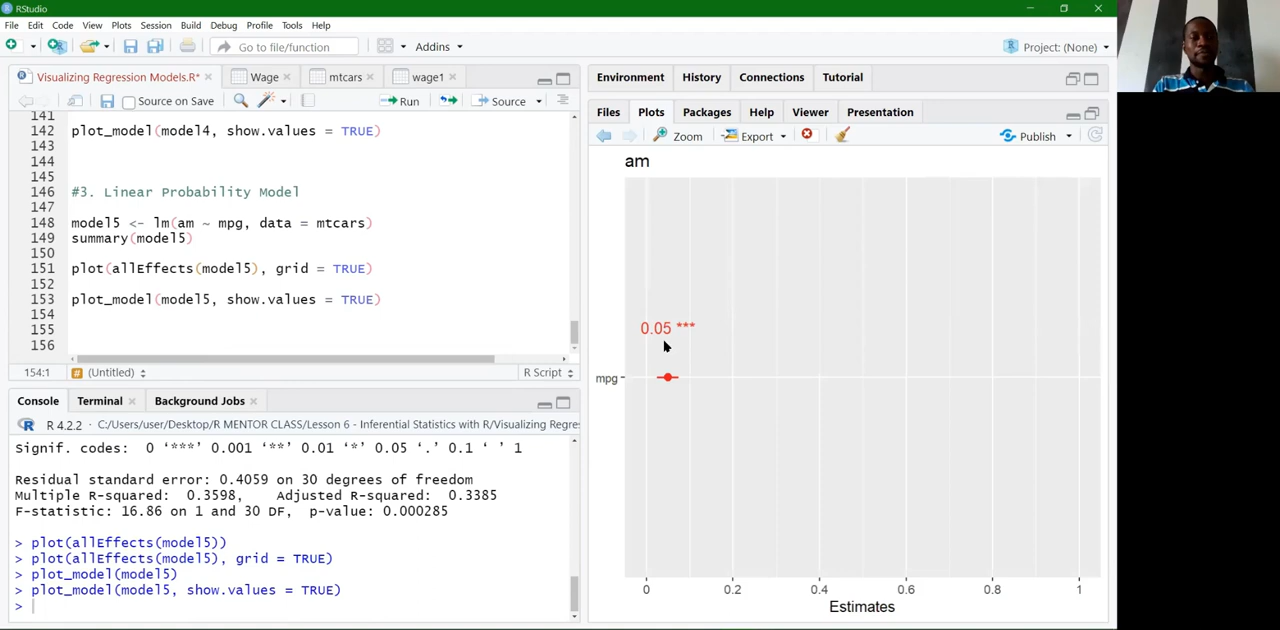 RStudio
File Edit Code View Plots Session Build Debug Profile Tools Help
Go to file/function Addins Project: (None)
Visualizing Regression Models.R* Wage mtcars wage1
Source on Save Run Source
141
142 plot_model(model4, show.values = TRUE)
143
144
145
146 #3. Linear Probability Model
147
148 model5 <- lm(am ~ mpg, data = mtcars)
149 summary(model5)
150
151 plot(allEffects(model5), grid = TRUE)
152
153 plot_model(model5, show.values = TRUE)
154
155
156
154:1 # (Untitled) R Script
Console Terminal Background Jobs
R 4.2.2 · C:/Users/user/Desktop/R MENTOR CLASS/Lesson 6 - Inferential Statistics with R/Visualizing Regre
Signif. codes: 0 ‘***’ 0.001 ‘**’ 0.01 ‘*’ 0.05 ‘.’ 0.1 ‘ ’ 1
Residual standard error: 0.4059 on 30 degrees of freedom
Multiple R-squared: 0.3598, Adjusted R-squared: 0.3385
F-statistic: 16.86 on 1 and 30 DF, p-value: 0.000285
> plot(allEffects(model5))
> plot(allEffects(model5), grid = TRUE)
> plot_model(model5)
> plot_model(model5, show.values = TRUE)
>
Environment History Connections Tutorial
Files Plots Packages Help Viewer Presentation
Zoom Export Publish
am
0.05 ***
mpg
0 0.2 0.4 0.6 0.8 1
Estimates